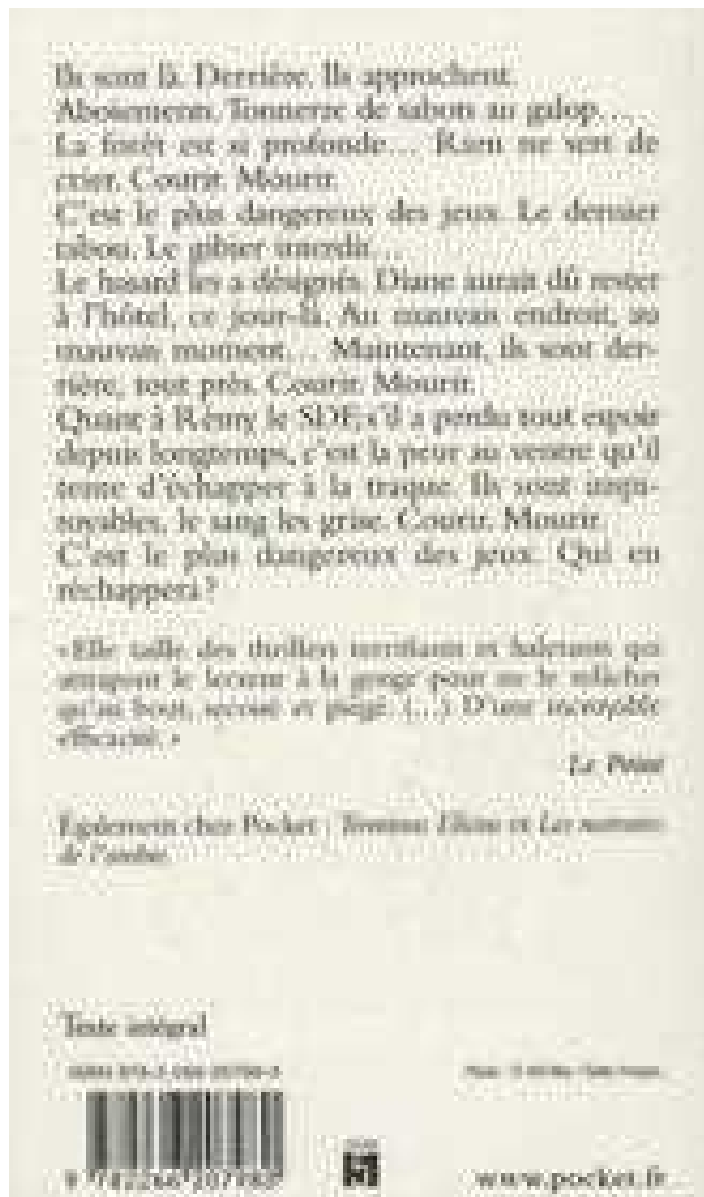 Ils sont là. Derrière. Ils approchent.
Aboiements. Tonnerre de sabots au galop…
La forêt est si profonde… Rien ne sert de
crier. Courir. Mourir.
C'est le plus dangereux des jeux. Le dernier
tabou. Le gibier interdit…
Le hasard les a désignés. Diane aurait dû rester
à l'hôtel, ce jour-là. Au mauvais endroit, au
mauvais moment… Maintenant, ils sont der-
rière, tout près. Courir. Mourir.
Quant à Rémy le SDF, s'il a perdu tout espoir
depuis longtemps, c'est la peur au ventre qu'il
tente d'échapper à la traque. Ils sont impi-
toyables, le sang les grise. Courir. Mourir.
C'est le plus dangereux des jeux. Qui en
réchappera ?
« Elle taille des thrillers terrifiants et haletants qui
attrapent le lecteur à la gorge pour ne le relâcher
qu'au bout, secoué et piégé. (…) D'une incroyable
efficacité. »
Le Point
Également chez Pocket : Terminus Elicius et Les morsures
de l'ombre
Texte intégral
www.pocket.fr